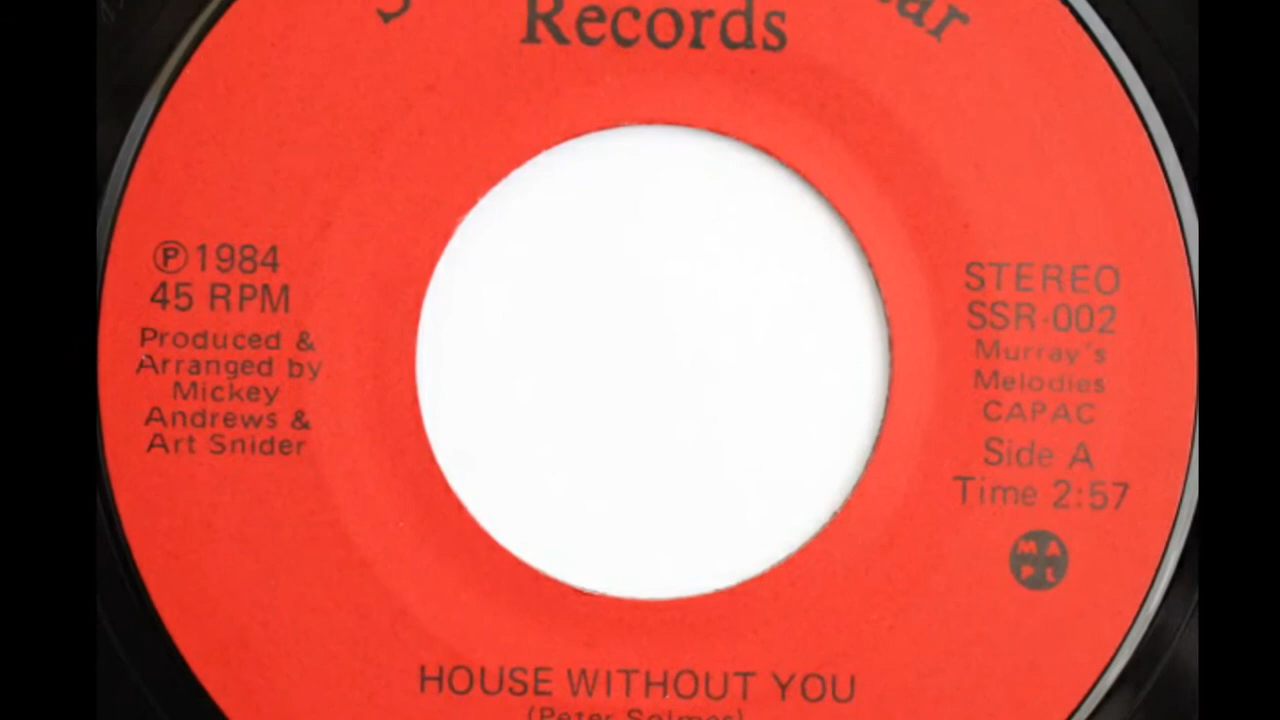 Records
℗1984
45 RPM
Produced &
Arranged by
Mickey
Andrews &
Art Snider
STEREO
SSR-002
Murray's
Melodies
CAPAC
Side A
Time 2:57
M A
P L
HOUSE WITHOUT YOU
(Peter